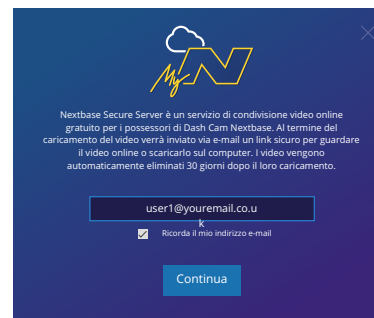 My N
Nextbase Secure Server è un servizio di condivisione video online
gratuito per i possessori di Dash Cam Nextbase. Al termine del
caricamento del video verrà inviato via e-mail un link sicuro per guardare
il video online o scaricarlo sul computer. I video vengono
automaticamente eliminati 30 giorni dopo il loro caricamento.
user1@youremail.co.u
k
Ricorda il mio indirizzo e-mail
Continua